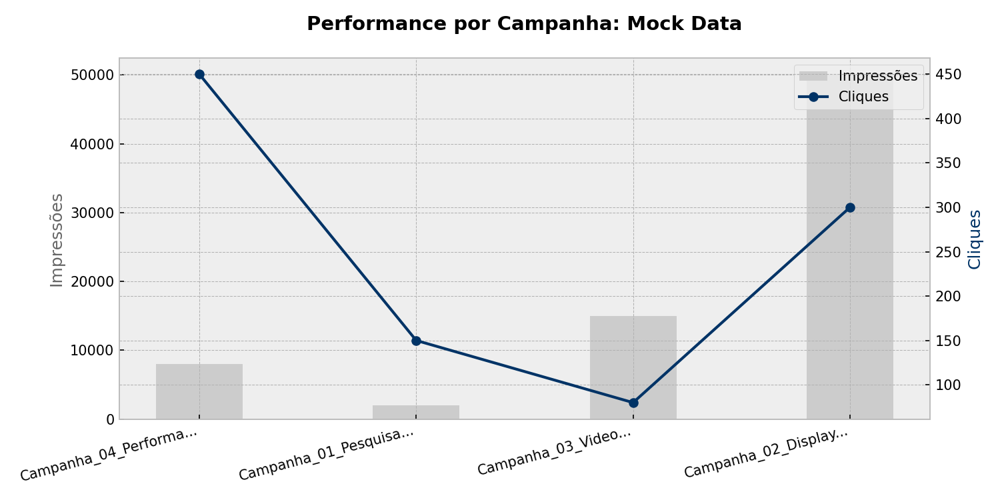 Performance por Campanha: Mock Data
Impressões
Cliques
50000
40000
30000
20000
10000
0
Impressões
450
400
350
300
250
200
150
100
Cliques
Campanha_04_Performa...
Campanha_01_Pesquisa...
Campanha_03_Video...
Campanha_02_Display...